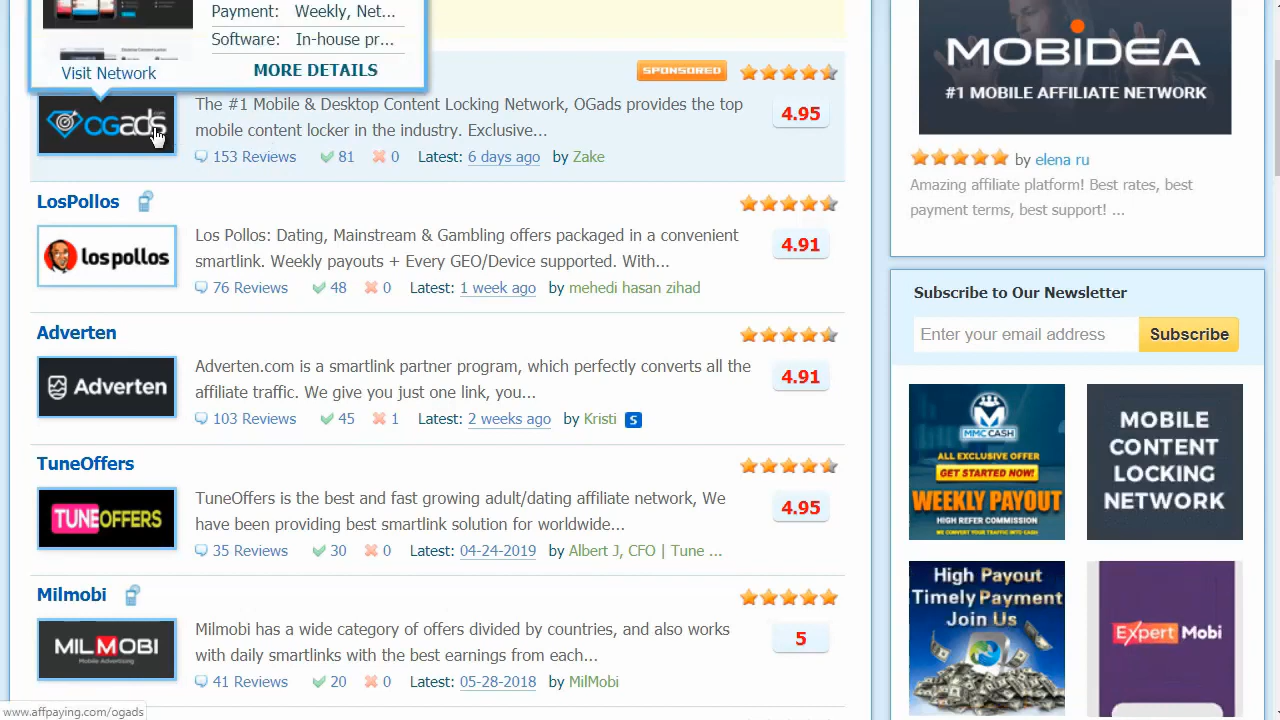 Payment: Weekly, Net...
Software: In-house pr...
Visit Network
MORE DETAILS
SPONSORED
OGads.com
The #1 Mobile & Desktop Content Locking Network, OGads provides the top
mobile content locker in the industry. Exclusive...
4.95
153 Reviews 81 0 Latest: 6 days ago by Zake
LosPollos
los pollos
Los Pollos: Dating, Mainstream & Gambling offers packaged in a convenient
smartlink. Weekly payouts + Every GEO/Device supported. With...
4.91
76 Reviews 48 0 Latest: 1 week ago by mehedi hasan zihad
Adverten
Adverten
Adverten.com is a smartlink partner program, which perfectly converts all the
affiliate traffic. We give you just one link, you...
4.91
103 Reviews 45 1 Latest: 2 weeks ago by Kristi S
TuneOffers
TUNEOFFERS
TuneOffers is the best and fast growing adult/dating affiliate network, We
have been providing best smartlink solution for worldwide...
4.95
35 Reviews 30 0 Latest: 04-24-2019 by Albert J, CFO | Tune ...
Milmobi
MILMOBI
Mobile Advertising
Milmobi has a wide category of offers divided by countries, and also works
with daily smartlinks with the best earnings from each...
5
41 Reviews 20 0 Latest: 05-28-2018 by MilMobi
www.affpaying.com/ogads
MOBIDEA
#1 MOBILE AFFILIATE NETWORK
by elena ru
Amazing affiliate platform! Best rates, best
payment terms, best support! ...
Subscribe to Our Newsletter
Enter your email address Subscribe
MMC CASH
ALL EXCLUSIVE OFFER
GET STARTED NOW!
WEEKLY PAYOUT
HIGH REFER COMMISSION
WE CONVERT YOUR TRAFFIC INTO CASH
MOBILE
CONTENT
LOCKING
NETWORK
High Payout
Timely Payment
Join Us
Expert Mobi